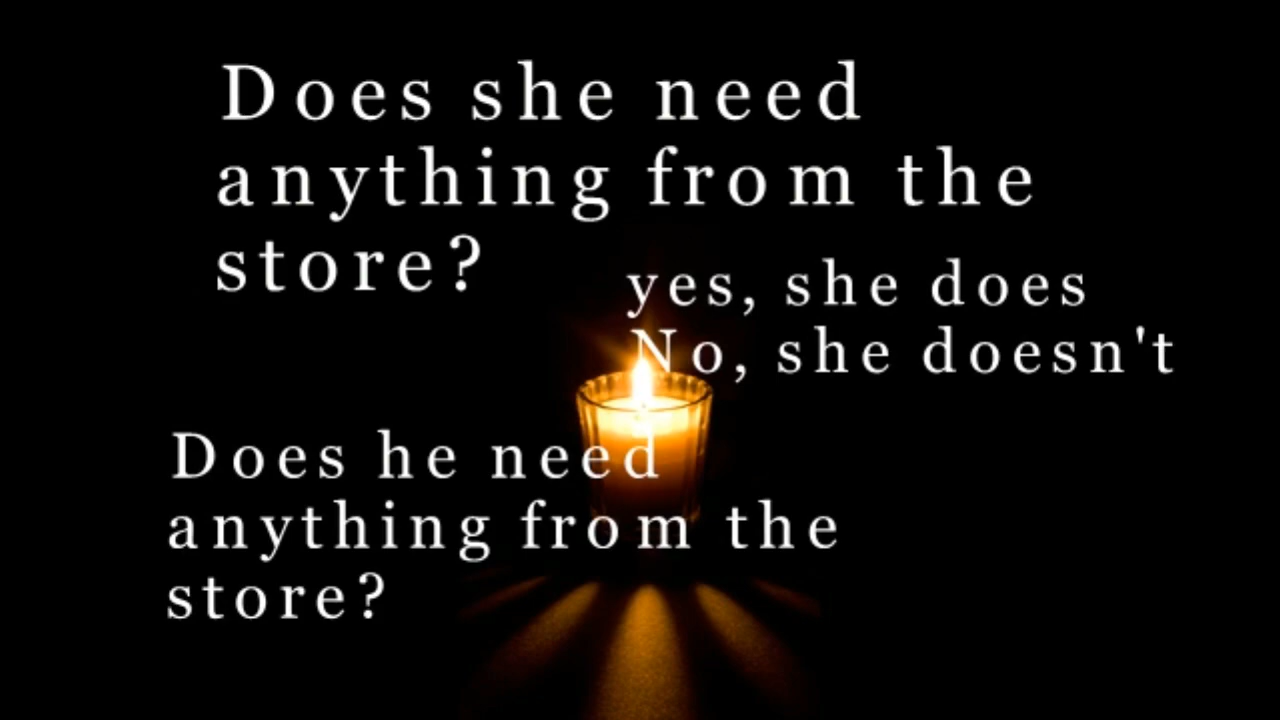 Does she need
anything from the
store?
yes, she does
No, she doesn't
Does he need
anything from the
store?